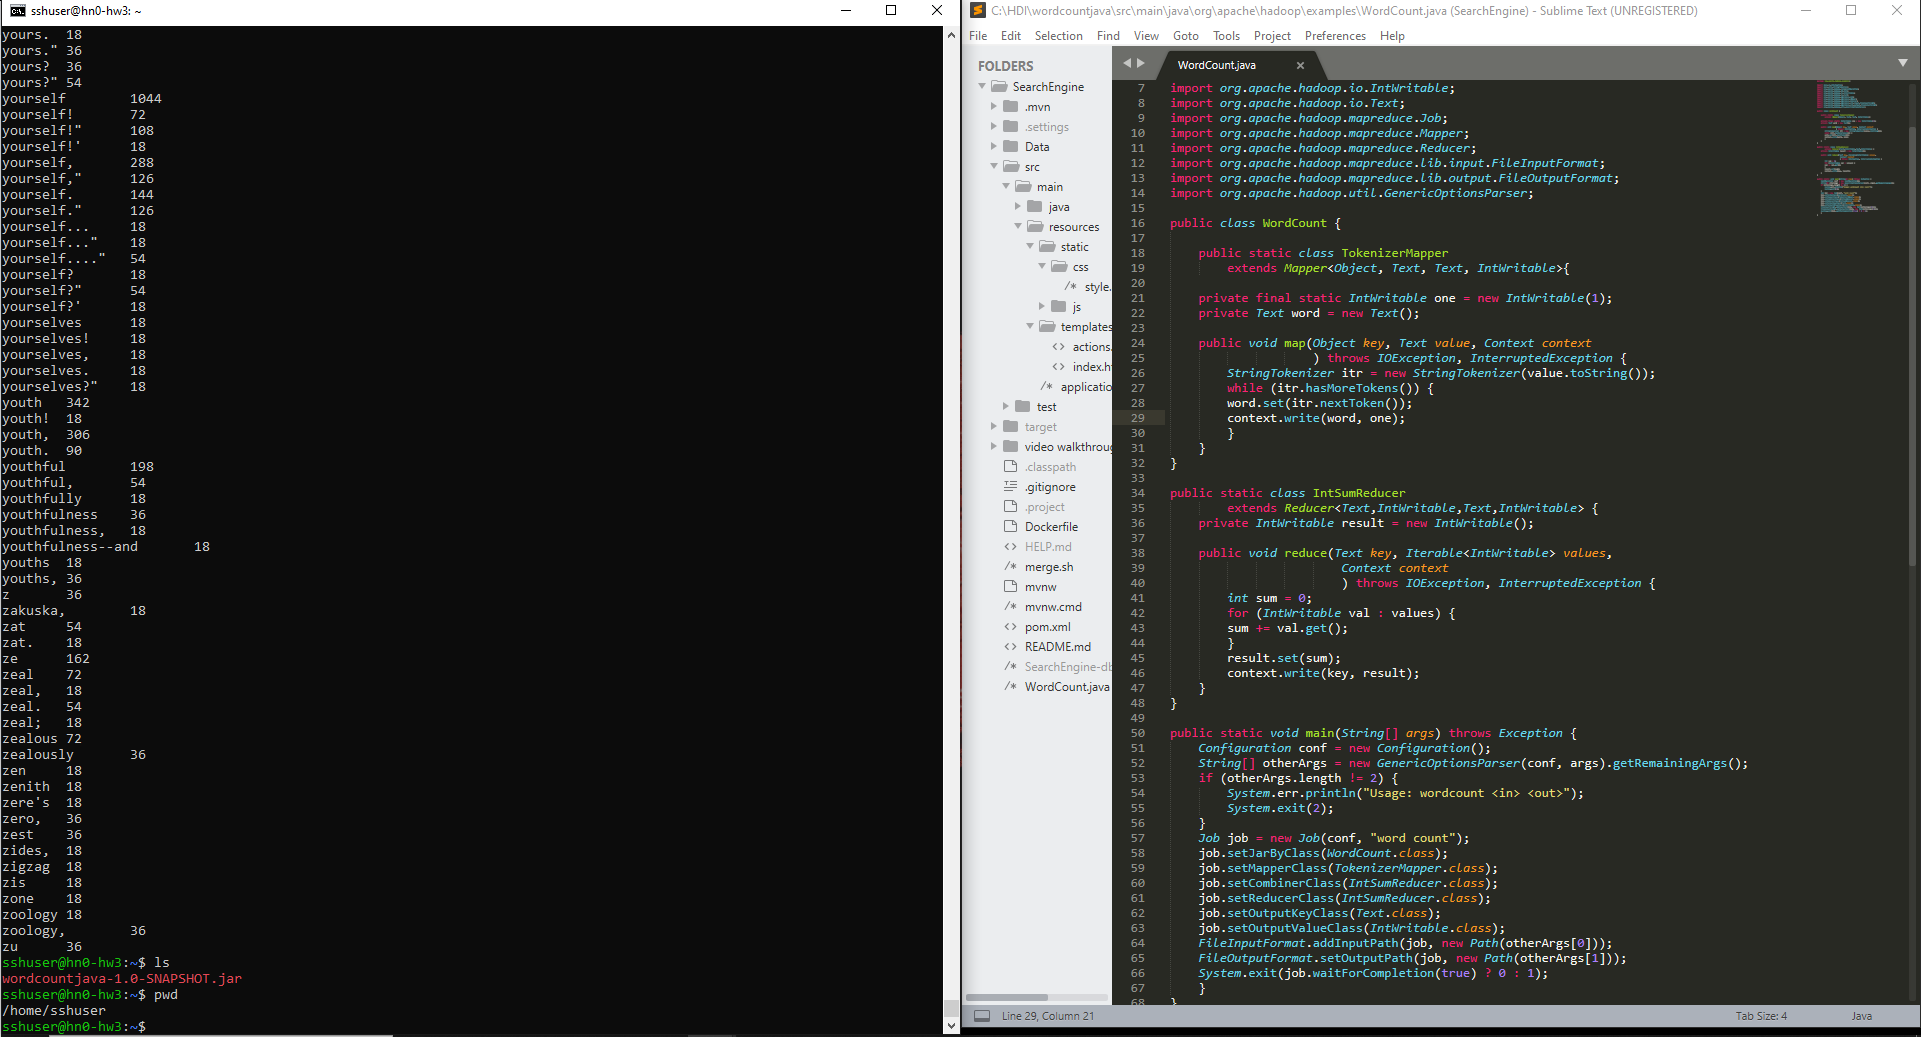 sshuser@hn0-hw3: ~
yours.  18
yours." 36
yours?  36
yours?" 54
yourself        1044
yourself!       72
yourself!"      108
yourself!'      18
yourself,       288
yourself,"      126
yourself.       144
yourself."      126
yourself...     18
yourself..."    18
yourself...."   54
yourself?       18
yourself?"      54
yourself?'      18
yourselves      18
yourselves!     18
yourselves,     18
yourselves.     18
yourselves?"    18
youth   342
youth!  18
youth,  306
youth.  90
youthful        198
youthful,       54
youthfully      18
youthfulness    36
youthfulness,   18
youthfulness--and       18
youths  18
youths, 36
z       36
zakuska,        18
zat     54
zat.    18
ze      162
zeal    72
zeal,   18
zeal.   54
zeal;   18
zealous 72
zealously       36
zen     18
zenith  18
zere's  18
zero,   36
zest    36
zides,  18
zigzag  18
zis     18
zone    18
zoology 18
zoology,        36
zu      36
sshuser@hn0-hw3:~$ ls
wordcountjava-1.0-SNAPSHOT.jar
sshuser@hn0-hw3:~$ pwd
/home/sshuser
sshuser@hn0-hw3:~$
C:\HDI\wordcountjava\src\main\java\org\apache\hadoop\examples\WordCount.java (SearchEngine) - Sublime Text (UNREGISTERED)
File Edit Selection Find View Goto Tools Project Preferences Help
FOLDERS
SearchEngine
.mvn
.settings
Data
src
main
java
resources
static
css
/* style.
js
templates
<> actions.
<> index.h
/* applicatio
test
target
video walkthroug
.classpath
.gitignore
.project
Dockerfile
<> HELP.md
/* merge.sh
mvnw
/* mvnw.cmd
<> pom.xml
<> README.md
/* SearchEngine-db
/* WordCount.java
WordCount.java ×
7 import org.apache.hadoop.io.IntWritable;
8 import org.apache.hadoop.io.Text;
9 import org.apache.hadoop.mapreduce.Job;
10 import org.apache.hadoop.mapreduce.Mapper;
11 import org.apache.hadoop.mapreduce.Reducer;
12 import org.apache.hadoop.mapreduce.lib.input.FileInputFormat;
13 import org.apache.hadoop.mapreduce.lib.output.FileOutputFormat;
14 import org.apache.hadoop.util.GenericOptionsParser;
15
16 public class WordCount {
17
18     public static class TokenizerMapper
19         extends Mapper<Object, Text, Text, IntWritable>{
20
21     private final static IntWritable one = new IntWritable(1);
22     private Text word = new Text();
23
24     public void map(Object key, Text value, Context context
25                     ) throws IOException, InterruptedException {
26         StringTokenizer itr = new StringTokenizer(value.toString());
27         while (itr.hasMoreTokens()) {
28         word.set(itr.nextToken());
29         context.write(word, one);
30         }
31     }
32 }
33
34 public static class IntSumReducer
35         extends Reducer<Text,IntWritable,Text,IntWritable> {
36     private IntWritable result = new IntWritable();
37
38     public void reduce(Text key, Iterable<IntWritable> values,
39                         Context context
40                         ) throws IOException, InterruptedException {
41         int sum = 0;
42         for (IntWritable val : values) {
43         sum += val.get();
44         }
45         result.set(sum);
46         context.write(key, result);
47     }
48 }
49
50 public static void main(String[] args) throws Exception {
51     Configuration conf = new Configuration();
52     String[] otherArgs = new GenericOptionsParser(conf, args).getRemainingArgs();
53     if (otherArgs.length != 2) {
54         System.err.println("Usage: wordcount <in> <out>");
55         System.exit(2);
56     }
57     Job job = new Job(conf, "word count");
58     job.setJarByClass(WordCount.class);
59     job.setMapperClass(TokenizerMapper.class);
60     job.setCombinerClass(IntSumReducer.class);
61     job.setReducerClass(IntSumReducer.class);
62     job.setOutputKeyClass(Text.class);
63     job.setOutputValueClass(IntWritable.class);
64     FileInputFormat.addInputPath(job, new Path(otherArgs[0]));
65     FileOutputFormat.setOutputPath(job, new Path(otherArgs[1]));
66     System.exit(job.waitForCompletion(true) ? 0 : 1);
67     }
68 }
Line 29, Column 21 Tab Size: 4 Java